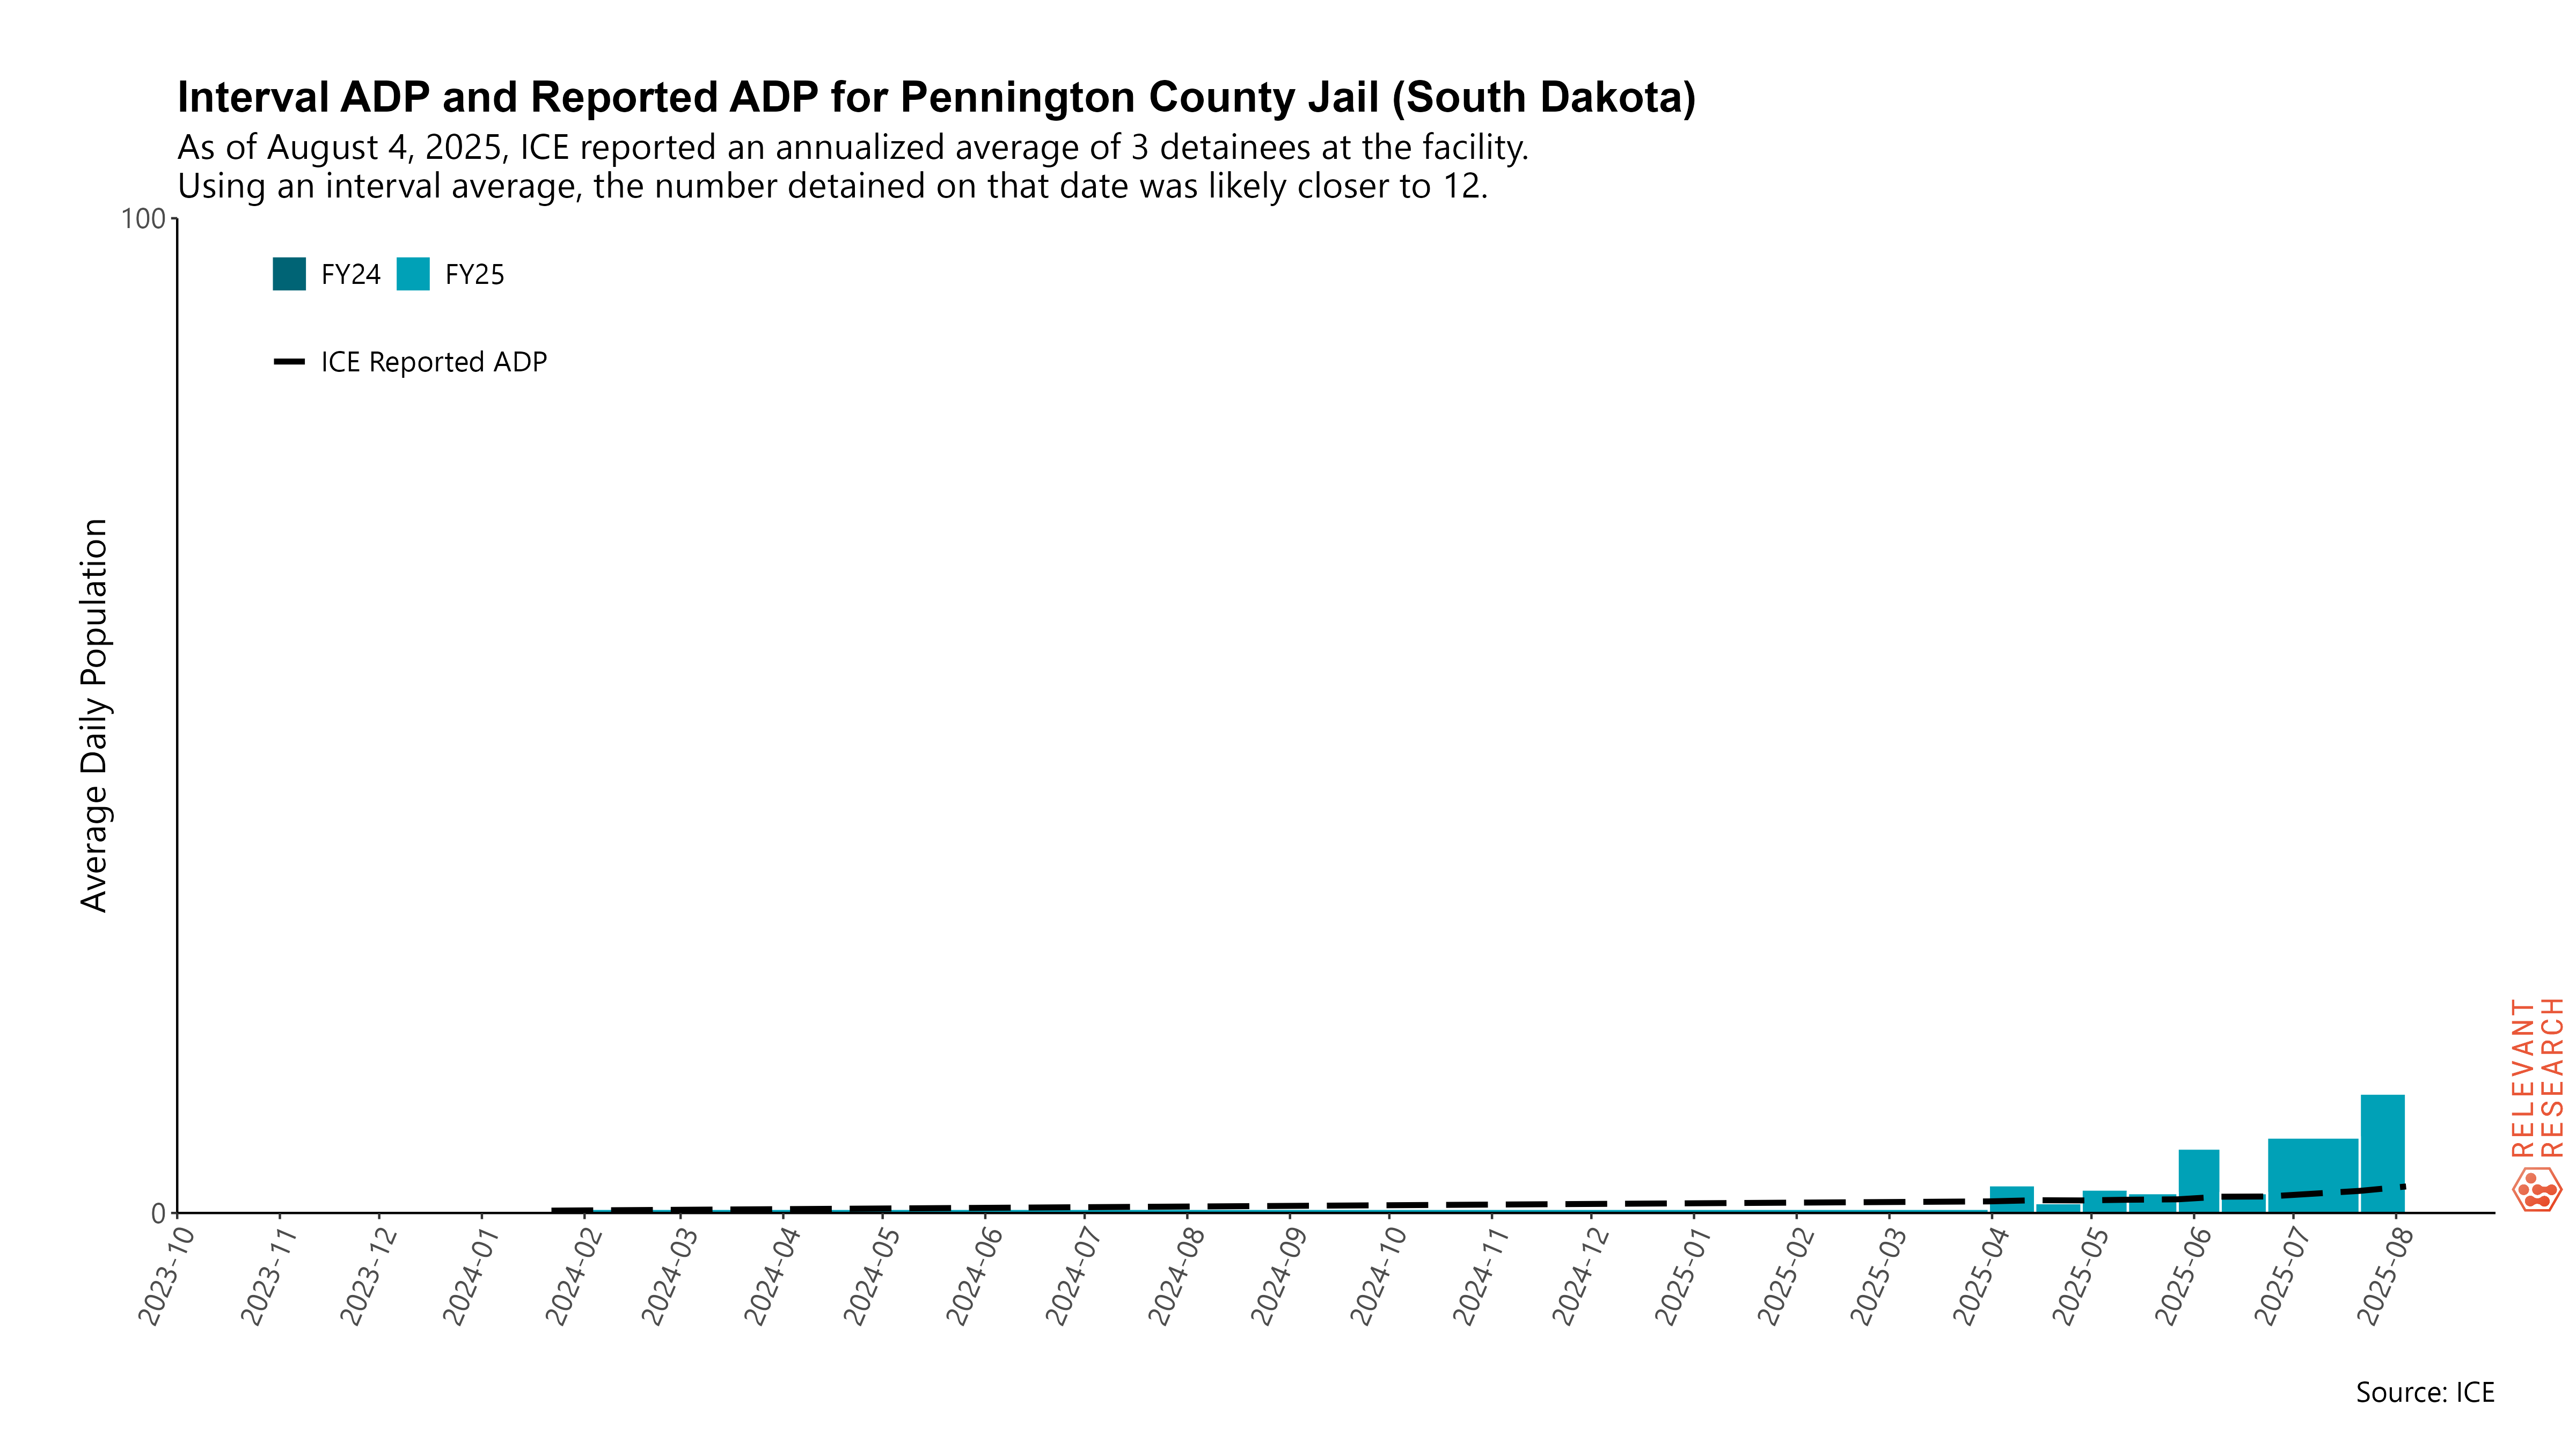 Interval ADP and Reported ADP for Pennington County Jail (South Dakota)
As of August 4, 2025, ICE reported an annualized average of 3 detainees at the facility.
Using an interval average, the number detained on that date was likely closer to 12.
100
FY24
FY25
ICE Reported ADP
Average Daily Population
0
2023-10
2023-11
2023-12
2024-01
2024-02
2024-03
2024-04
2024-05
2024-06
2024-07
2024-08
2024-09
2024-10
2024-11
2024-12
2025-01
2025-02
2025-03
2025-04
2025-05
2025-06
2025-07
2025-08
RELEVANT
RESEARCH
Source: ICE